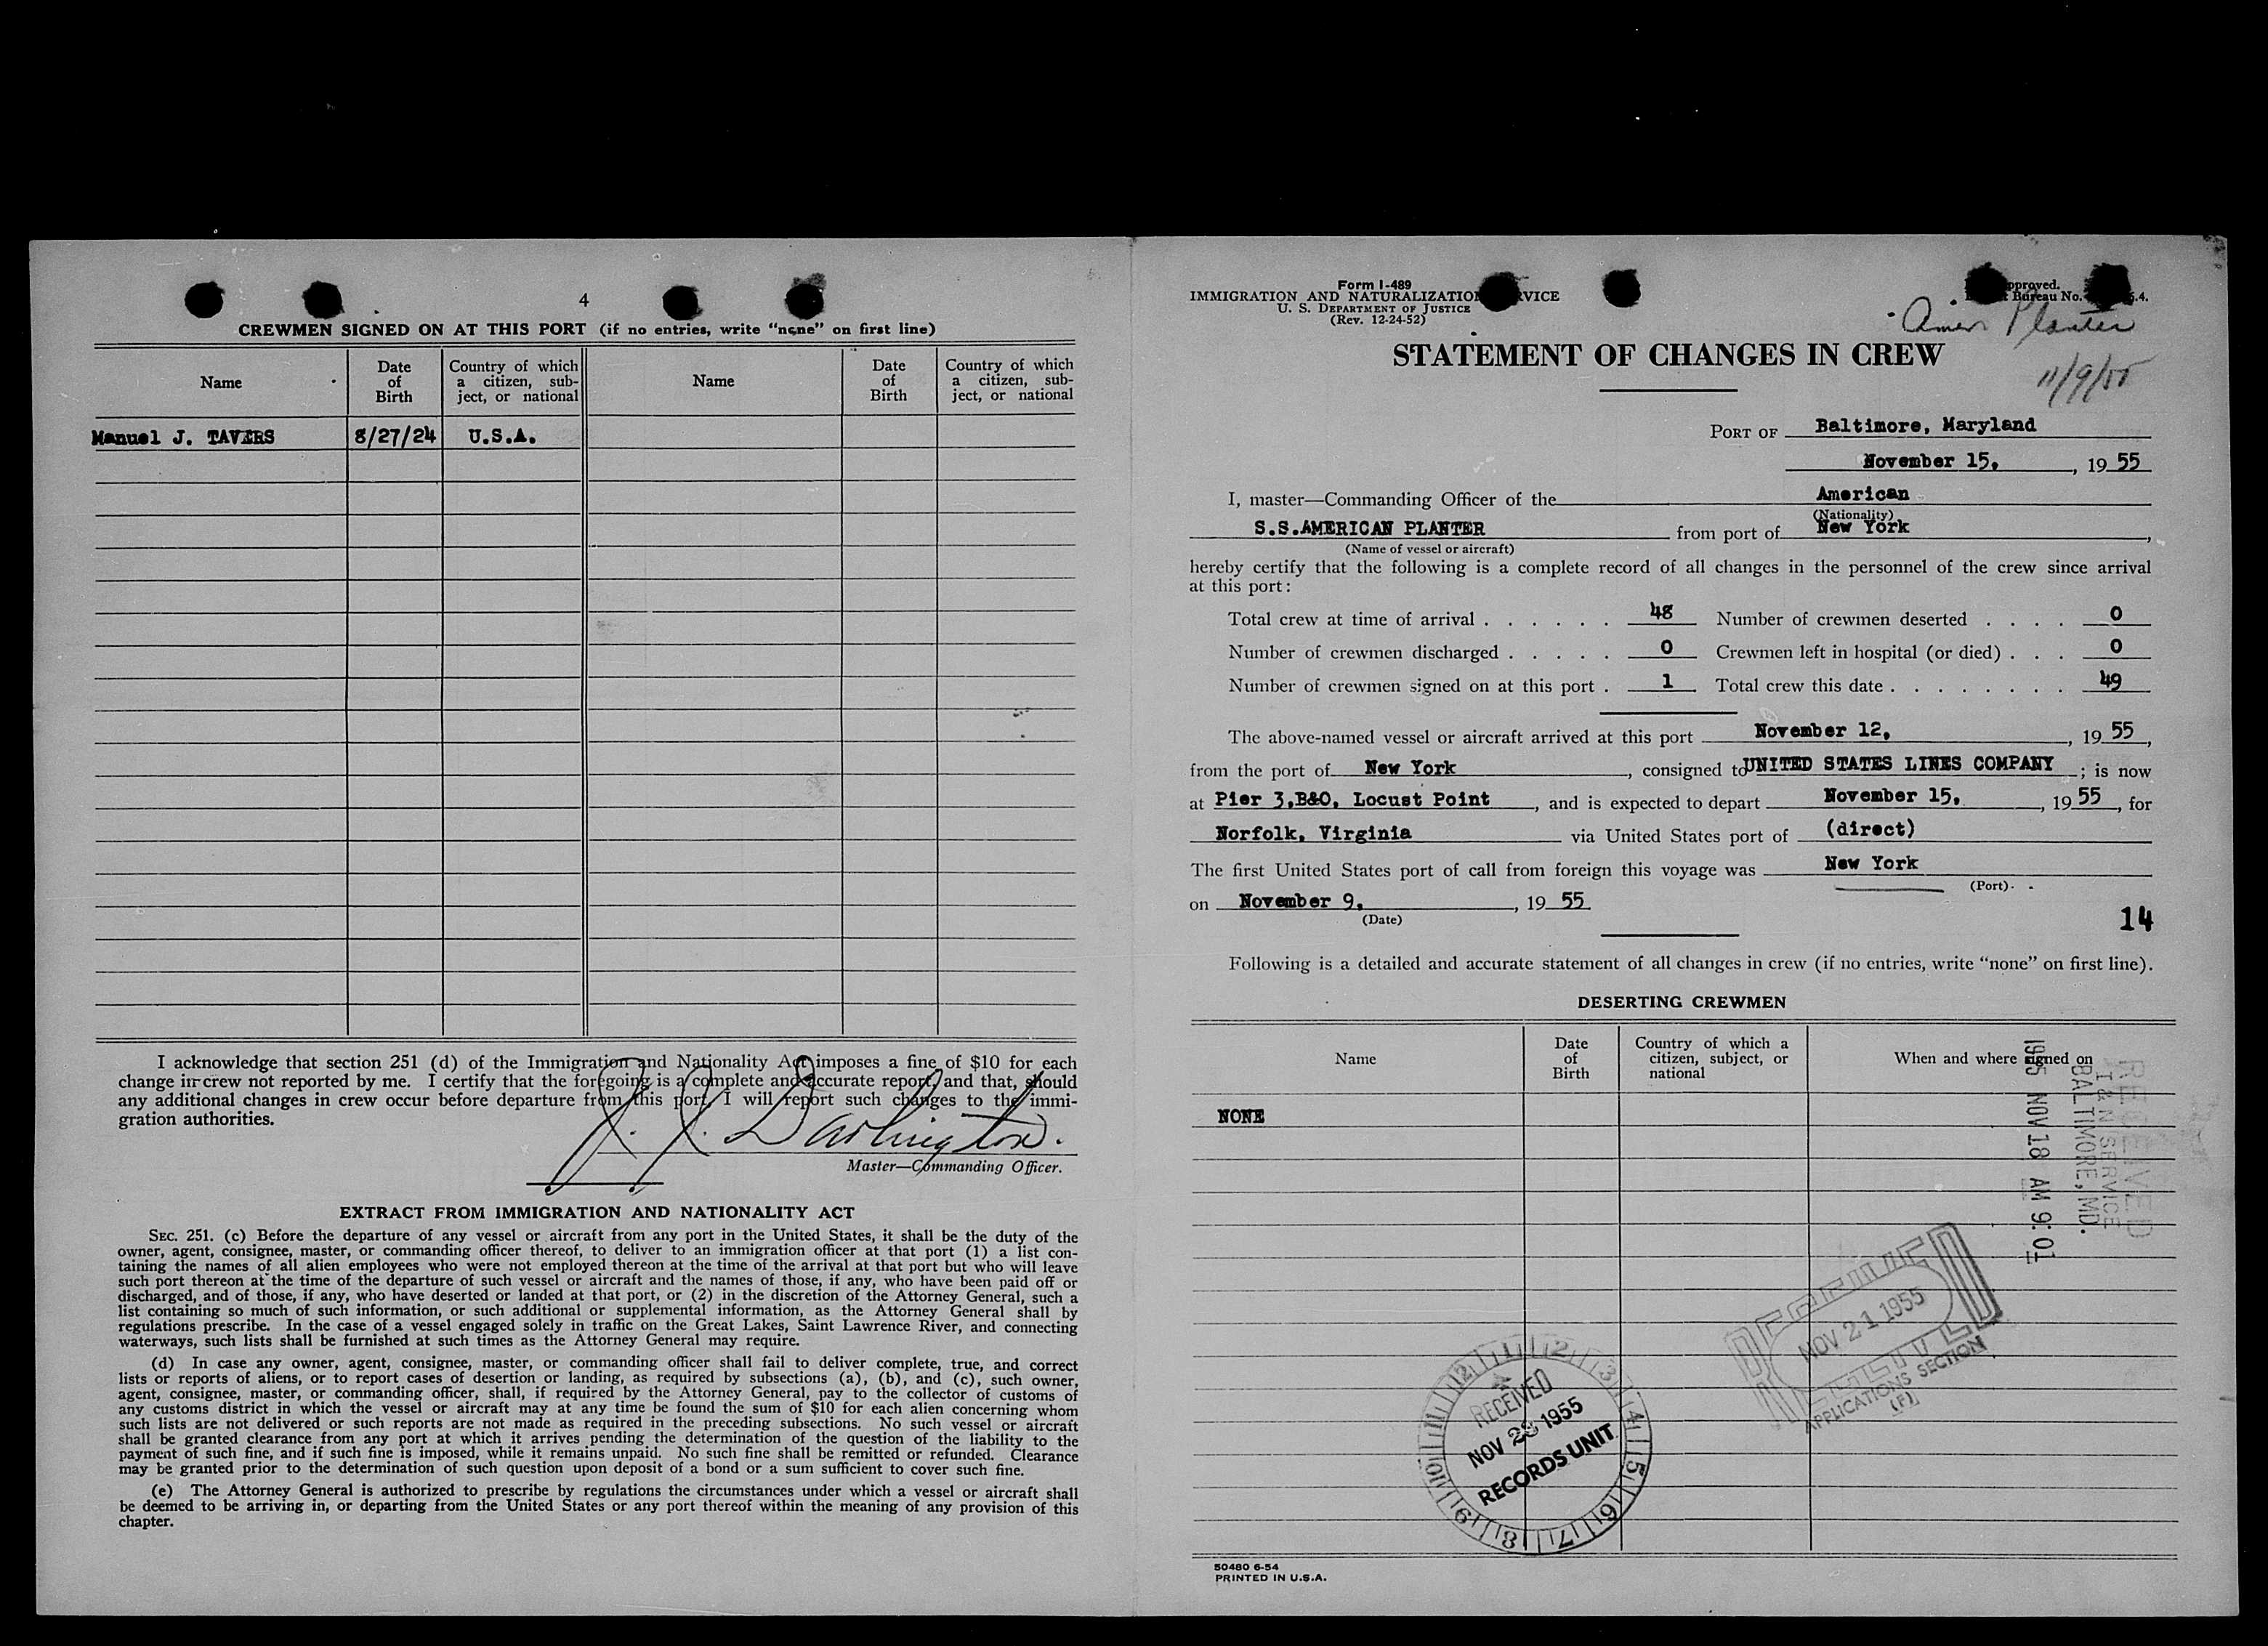 4
CREWMEN SIGNED ON AT THIS PORT (if no entries, write "none" on first line)
Name
Date of Birth
Country of which a citizen, sub-ject, or national
Name
Date of Birth
Country of which a citizen, sub-ject, or national
Manuel J. TAVERS 8/27/24 U.S.A.
I acknowledge that section 251 (d) of the Immigration and Nationality Act imposes a fine of $10 for each
change in crew not reported by me. I certify that the foregoing is a complete and accurate report, and that, should
any additional changes in crew occur before departure from this port, I will report such changes to the immi-
gration authorities.
J. J. Darlington.
Master—Commanding Officer.
EXTRACT FROM IMMIGRATION AND NATIONALITY ACT
SEC. 251. (c) Before the departure of any vessel or aircraft from any port in the United States, it shall be the duty of the
owner, agent, consignee, master, or commanding officer thereof, to deliver to an immigration officer at that port (1) a list con-
taining the names of all alien employees who were not employed thereon at the time of the arrival at that port but who will leave
such port thereon at the time of the departure of such vessel or aircraft and the names of those, if any, who have been paid off or
discharged, and of those, if any, who have deserted or landed at that port, or (2) in the discretion of the Attorney General, such a
list containing so much of such information, or such additional or supplemental information, as the Attorney General shall by
regulations prescribe. In the case of a vessel engaged solely in traffic on the Great Lakes, Saint Lawrence River, and connecting
waterways, such lists shall be furnished at such times as the Attorney General may require.
(d) In case any owner, agent, consignee, master, or commanding officer shall fail to deliver complete, true, and correct
lists or reports of aliens, or to report cases of desertion or landing, as required by subsections (a), (b), and (c), such owner,
agent, consignee, master, or commanding officer, shall, if required by the Attorney General, pay to the collector of customs of
any customs district in which the vessel or aircraft may at any time be found the sum of $10 for each alien concerning whom
such lists are not delivered or such reports are not made as required in the preceding subsections. No such vessel or aircraft
shall be granted clearance from any port at which it arrives pending the determination of the question of the liability to the
payment of such fine, and if such fine is imposed, while it remains unpaid. No such fine shall be remitted or refunded. Clearance
may be granted prior to the determination of such question upon deposit of a bond or a sum sufficient to cover such fine.
(e) The Attorney General is authorized to prescribe by regulations the circumstances under which a vessel or aircraft shall
be deemed to be arriving in, or departing from the United States or any port thereof within the meaning of any provision of this
chapter.
Form I-489
IMMIGRATION AND NATURALIZATION SERVICE
U. S. DEPARTMENT OF JUSTICE
(Rev. 12-24-52)
Bureau No.
Amer Planter
11/9/55
STATEMENT OF CHANGES IN CREW
PORT OF Baltimore, Maryland
November 15, , 19 55
I, master—Commanding Officer of the American
(Nationality)
S.S.AMERICAN PLANTER from port of New York ,
(Name of vessel or aircraft)
hereby certify that the following is a complete record of all changes in the personnel of the crew since arrival
at this port:
Total crew at time of arrival . . . . . . 48 Number of crewmen deserted . . . . 0
Number of crewmen discharged . . . . . 0 Crewmen left in hospital (or died) . . . 0
Number of crewmen signed on at this port . 1 Total crew this date . . . . . . . . 49
The above-named vessel or aircraft arrived at this port November 12, , 19 55 ,
from the port of New York , consigned to UNITED STATES LINES COMPANY ; is now
at Pier 3,B&O, Locust Point , and is expected to depart November 15, , 19 55 , for
Norfolk, Virginia via United States port of (direct)
The first United States port of call from foreign this voyage was New York
(Port)
on November 9, , 19 55
(Date)
14
Following is a detailed and accurate statement of all changes in crew (if no entries, write "none" on first line).
DESERTING CREWMEN
Name
Date of Birth
Country of which a citizen, subject, or national
When and where signed on
NONE
RECEIVED
I & N SERVICE
BALTIMORE, MD.
1955 NOV 18 AM 9:01
RECEIVED
NOV 21 1955
APPLICATIONS SECTION
(F)
12 1 2 3 4 5 6 7 8 9 10 11
RECEIVED
NOV 1955
RECORDS UNIT
50480 6-54
PRINTED IN U.S.A.